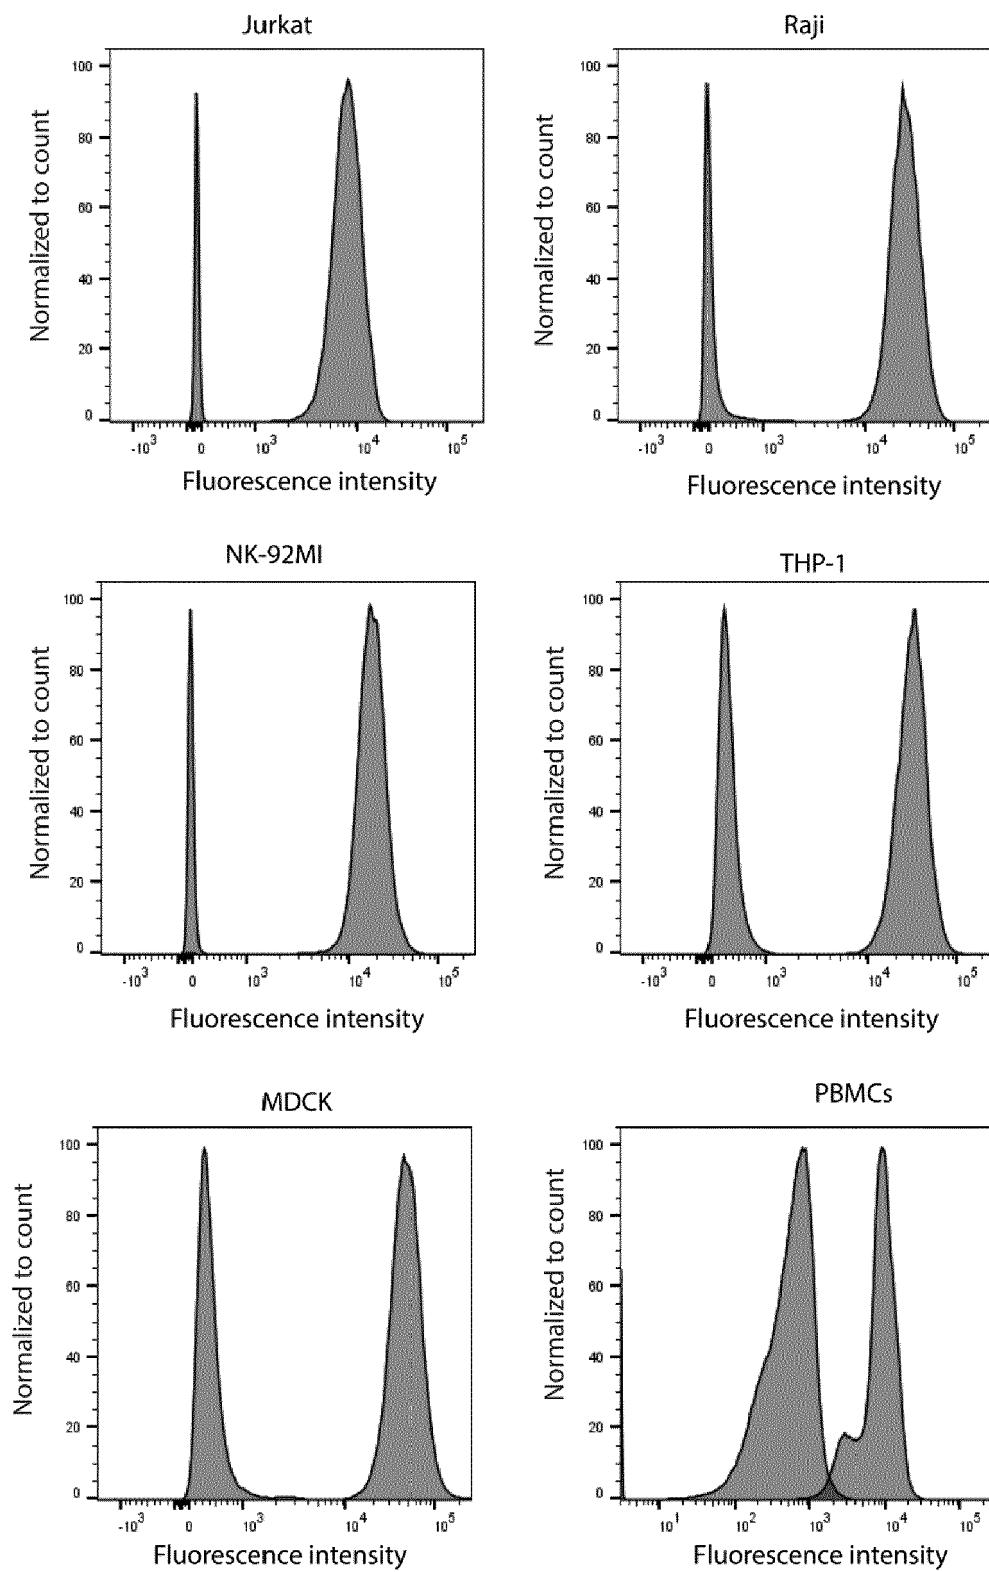 Jurkat
Normalized to count
100
80
60
40
20
0
-10³ 0 10³ 10⁴ 10⁵
Fluorescence intensity
Raji
Normalized to count
100
80
60
40
20
0
-10³ 0 10³ 10⁴ 10⁵
Fluorescence intensity
NK-92MI
Normalized to count
100
80
60
40
20
0
-10³ 0 10³ 10⁴ 10⁵
Fluorescence intensity
THP-1
Normalized to count
100
80
60
40
20
0
-10³ 0 10³ 10⁴ 10⁵
Fluorescence intensity
MDCK
Normalized to count
100
80
60
40
20
0
-10³ 0 10³ 10⁴ 10⁵
Fluorescence intensity
PBMCs
Normalized to count
100
80
60
40
20
0
10¹ 10² 10³ 10⁴ 10⁵
Fluorescence intensity